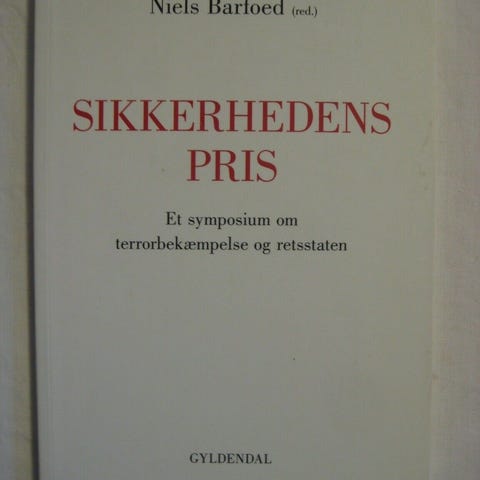 Niels Barfoed (red.)
SIKKERHEDENS
PRIS
Et symposium om
terrorbekæmpelse og retsstaten
GYLDENDAL